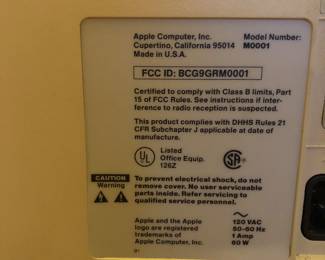 Apple Computer, Inc. Model Number:
Cupertino, California 95014 M0001
Made in U.S.A.
FCC ID: BCG9GRM0001
Certified to comply with Class B limits, Part
15 of FCC Rules. See instructions if inter-
ference to radio reception is suspected.
This product complies with DHHS Rules 21
CFR Subchapter J applicable at date of
manufacture.
UL
Listed
Office Equip.
126Z
SA
CAUTION
Warning
To prevent electrical shock, do not
remove cover. No user serviceable
parts inside. Refer servicing to
qualified service personnel.
Apple and the Apple
logo are registered
trademarks of
Apple Computer, Inc.
120 VAC
50-60 Hz
1 Amp
60 W